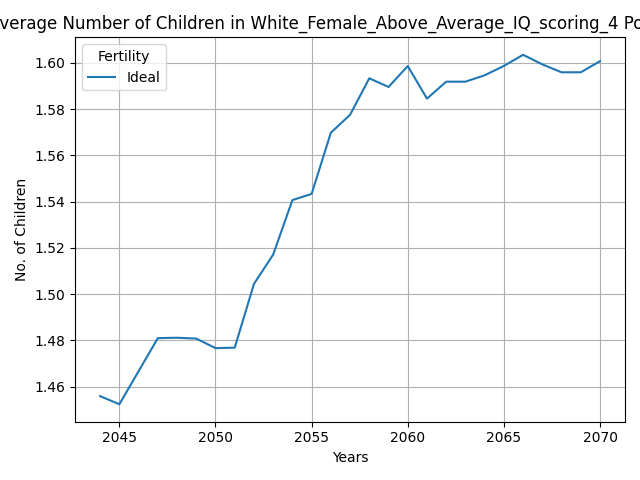 verage Number of Children in White_Female_Above_Average_IQ_scoring_4 Po
Fertility
Ideal
1.60
1.58
1.56
1.54
1.52
1.50
1.48
1.46
No. of Children
2045 2050 2055 2060 2065 2070
Years